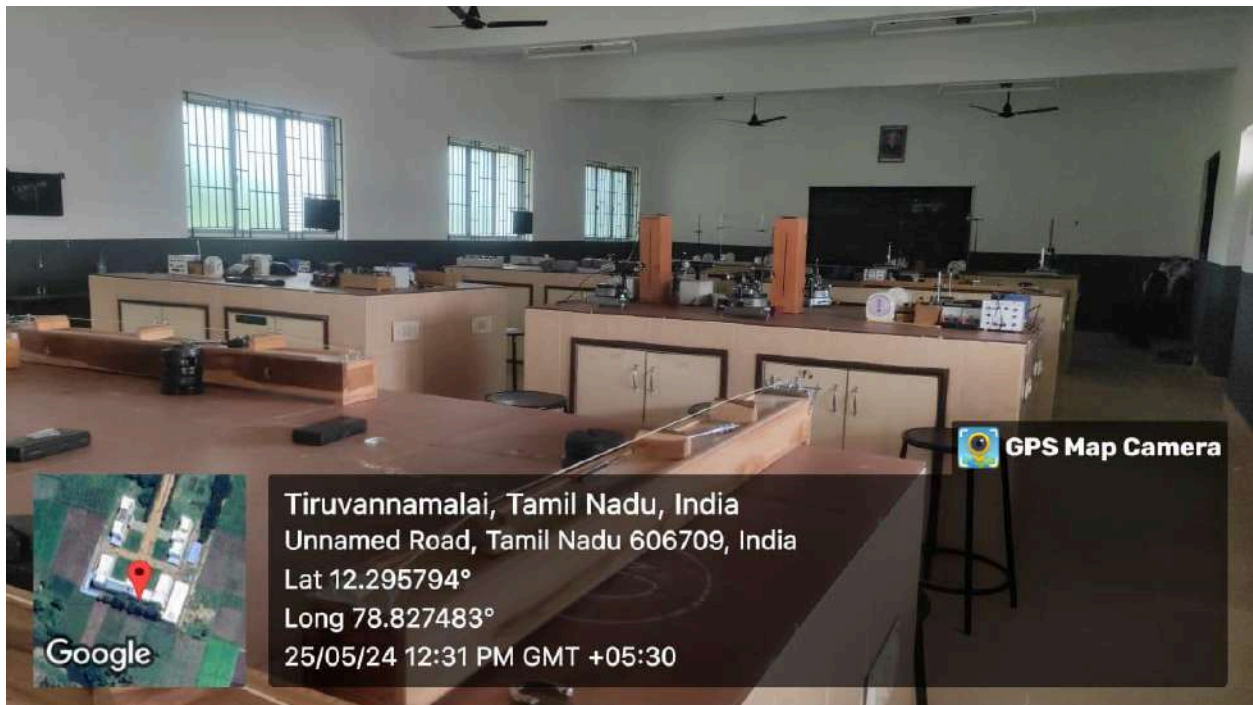 GPS Map Camera
Tiruvannamalai, Tamil Nadu, India
Unnamed Road, Tamil Nadu 606709, India
Lat 12.295794°
Long 78.827483°
25/05/24 12:31 PM GMT +05:30
Google